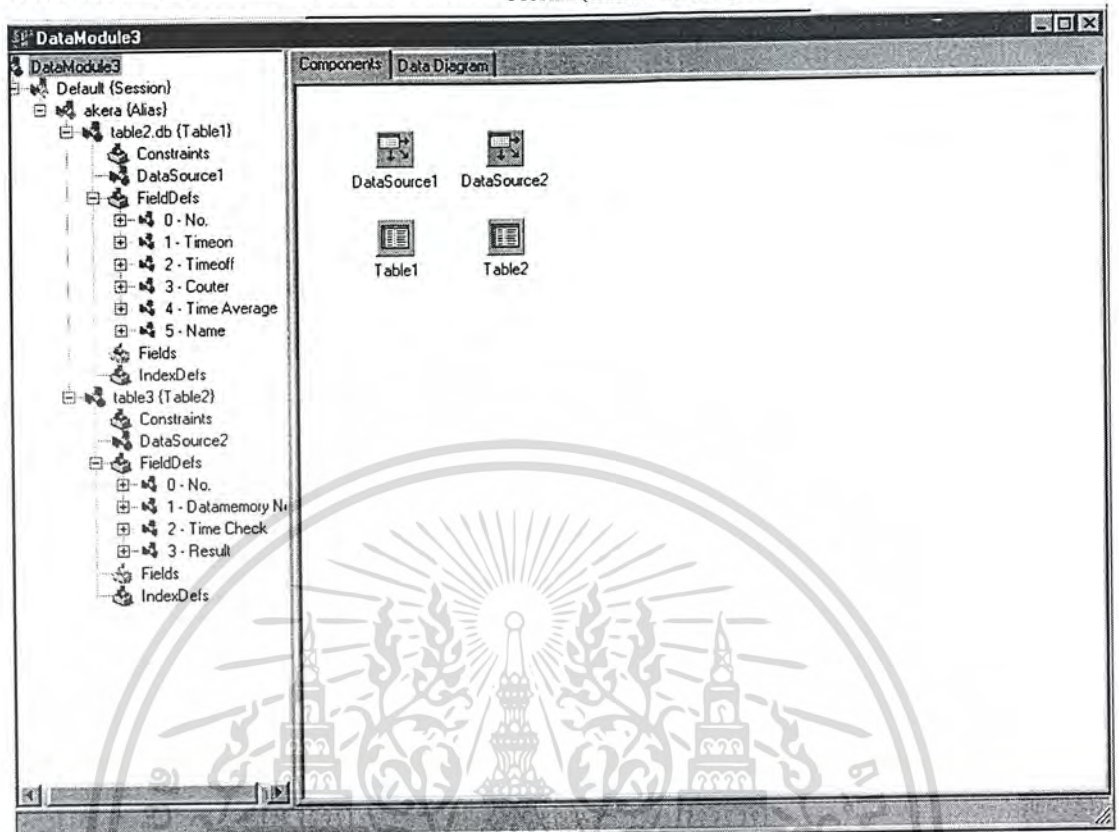 DataModule3
DataModule3
Default {Session}
akera {Alias}
table2.db {Table1}
Constraints
DataSource1
FieldDefs
0 - No.
1 - Timeon
2 - Timeoff
3 - Couter
4 - Time Average
5 - Name
Fields
IndexDefs
table3 {Table2}
Constraints
DataSource2
FieldDefs
0 - No.
1 - Datamemory
2 - Time Check
3 - Result
Fields
IndexDefs
Components Data Diagram
DataSource1 DataSource2
Table1 Table2